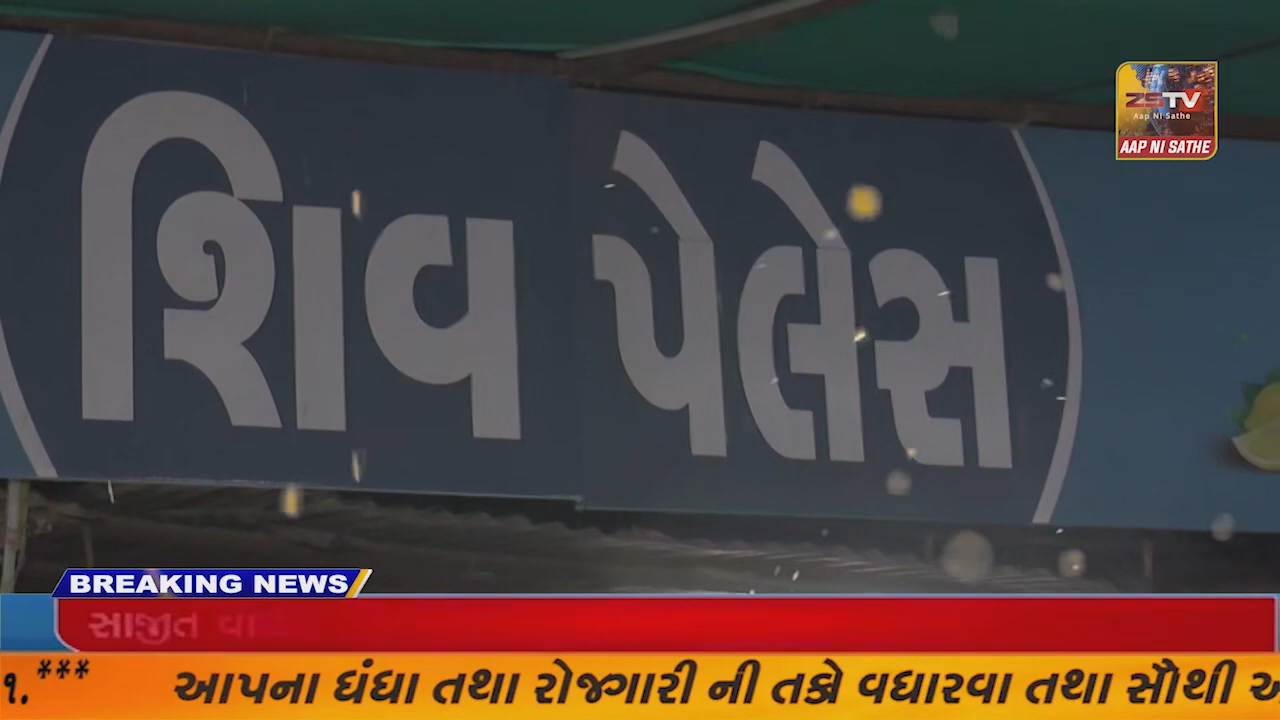 શિવ પેલેસ
ZSTV
Aap Ni Sathe
AAP NI SATHE
BREAKING NEWS
સાજીત
૧.*** આપના ધંધા તથા રોજગારી ની તકો વધારવા તથા સૌથી